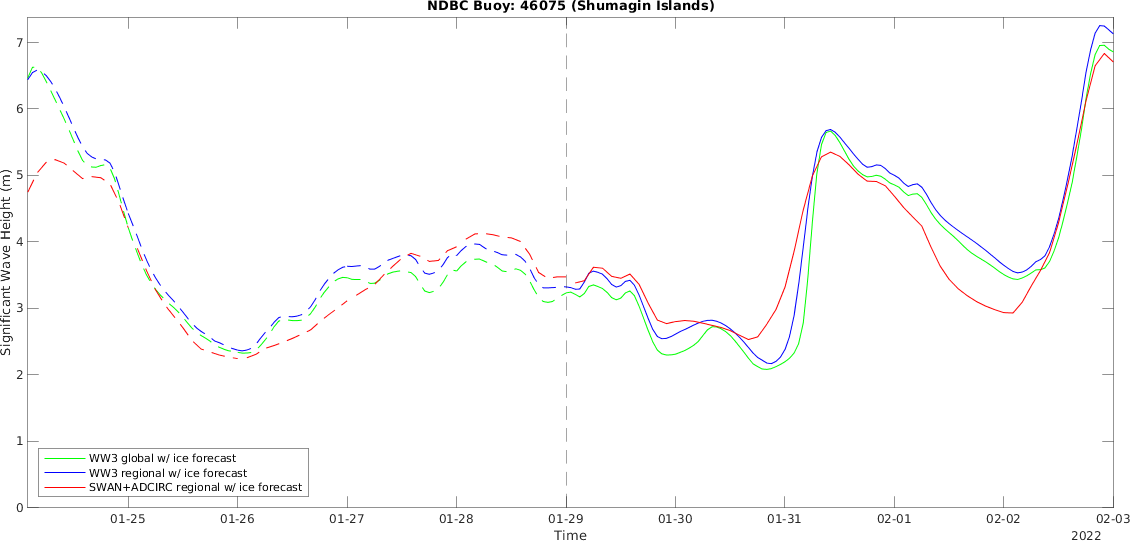 NDBC Buoy: 46075 (Shumagin Islands)
Significant Wave Height (m)
7
6
5
4
3
2
1
0
WW3 global w/ ice forecast
WW3 regional w/ ice forecast
SWAN+ADCIRC regional w/ ice forecast
01-25 01-26 01-27 01-28 01-29 01-30 01-31 02-01 02-02 02-03
Time
2022